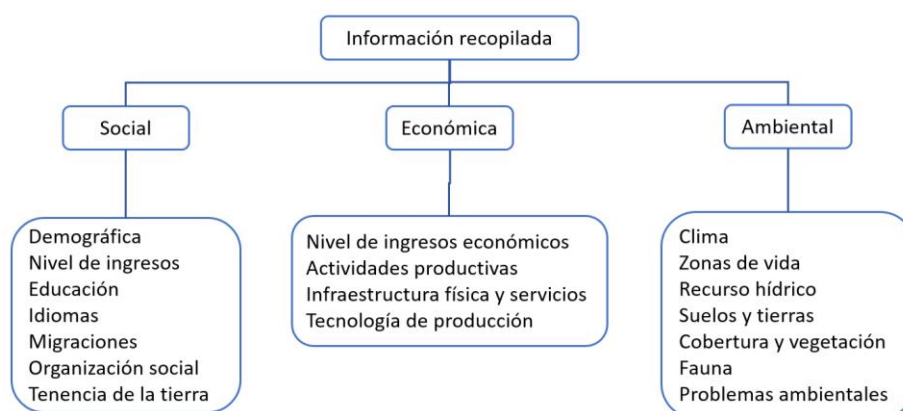 Información recopilada
Social
Económica
Ambiental
Demográfica
Nivel de ingresos
Educación
Idiomas
Migraciones
Organización social
Tenencia de la tierra
Nivel de ingresos económicos
Actividades productivas
Infraestructura física y servicios
Tecnología de producción
Clima
Zonas de vida
Recurso hídrico
Suelos y tierras
Cobertura y vegetación
Fauna
Problemas ambientales